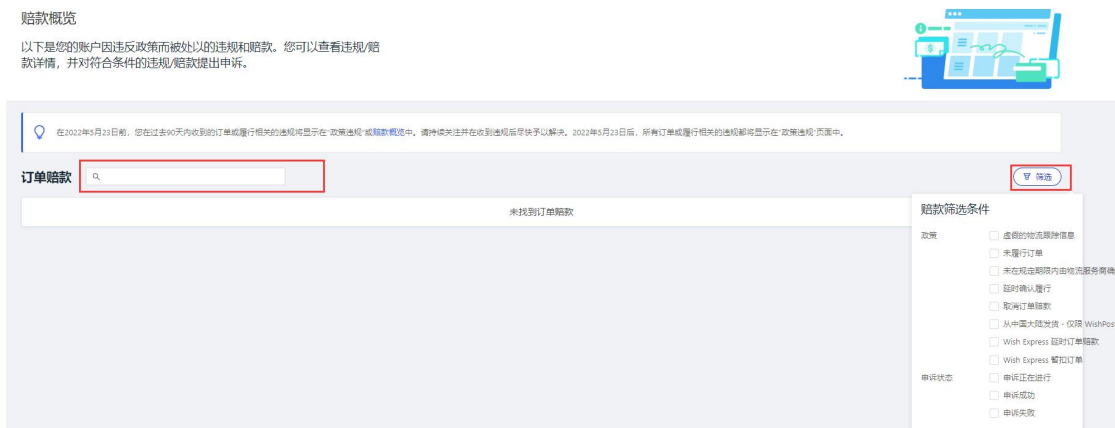 赔款概览
以下是您的账户因违反政策而被处以的违规和赔款。您可以查看违规/赔
款详情，并对符合条件的违规/赔款提出申诉。
在2022年5月23日前，您在过去90天内收到的订单或履行相关的违规将显示在"政策违规"或赔款概览中。请持续关注并在收到违规后尽快予以解决。2022年5月23日后，所有订单或履行相关的违规都将显示在"政策违规"页面中。
订单赔款
筛选
未找到订单赔款
赔款筛选条件
政策
虚假的物流跟踪信息
未履行订单
未在规定期限内由物流服务商确
延时确认履行
取消订单赔款
从中国大陆发货 - 仅限 WishPos
Wish Express 延时订单赔款
Wish Express 暂扣订单
申诉状态
申诉正在进行
申诉成功
申诉失败